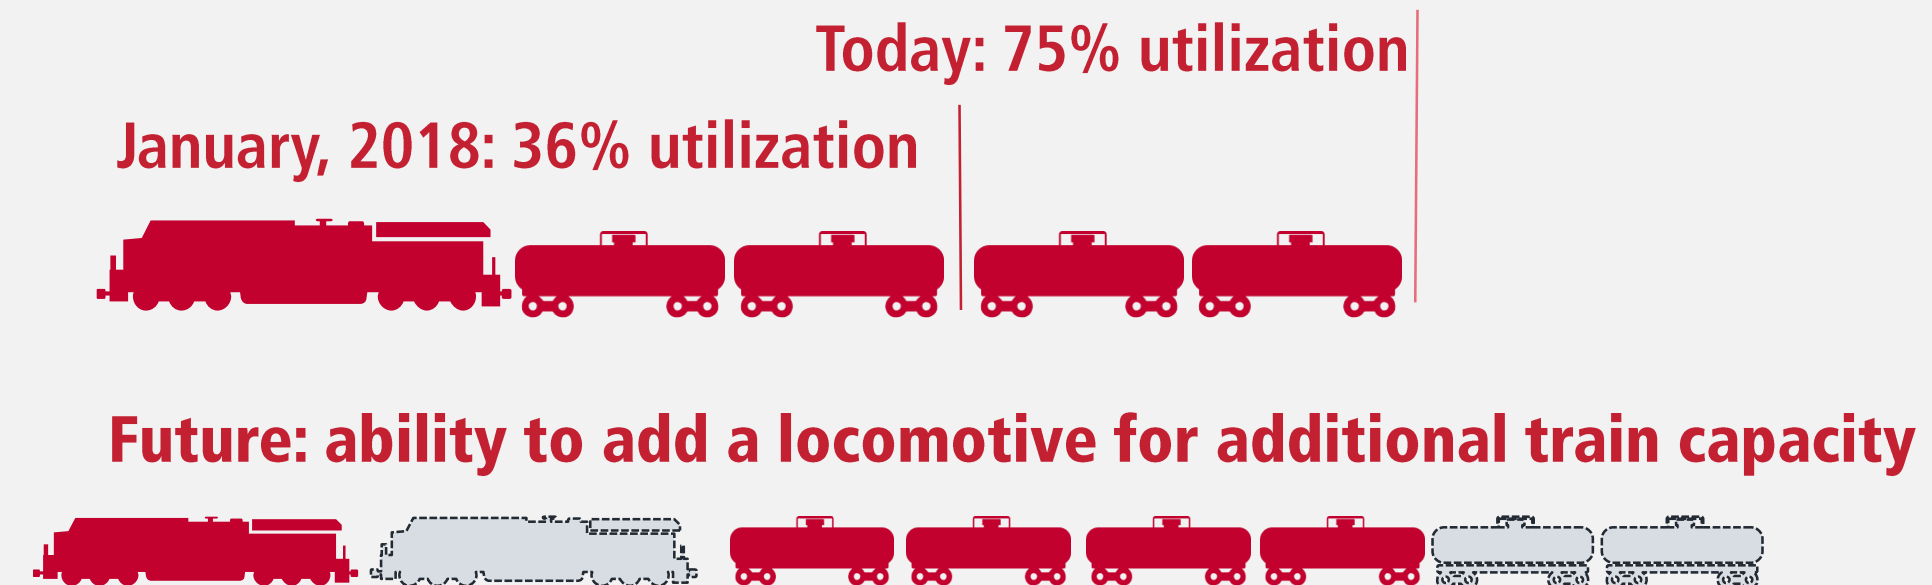 Today: 75% utilization
January, 2018: 36% utilization
Future: ability to add a locomotive for additional train capacity